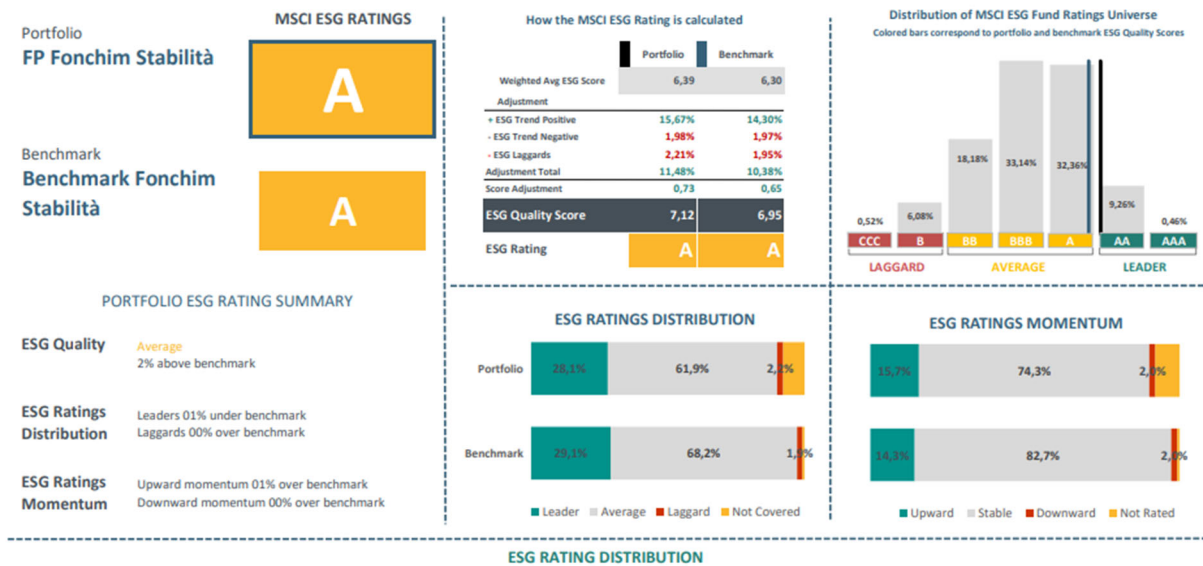 MSCI ESG RATINGS
Portfolio
FP Fonchim Stabilità
A
Benchmark
Benchmark Fonchim
Stabilità
A
PORTFOLIO ESG RATING SUMMARY
ESG Quality
Average
2% above benchmark
ESG Ratings
Distribution
Leaders 01% under benchmark
Laggards 00% over benchmark
ESG Ratings
Momentum
Upward momentum 01% over benchmark
Downward momentum 00% over benchmark
How the MSCI ESG Rating is calculated
Portfolio Benchmark
Weighted Avg ESG Score 6,39 6,30
Adjustment
+ ESG Trend Positive 15,67% 14,30%
- ESG Trend Negative 1,98% 1,97%
- ESG Laggards 2,21% 1,95%
Adjustment Total 11,48% 10,38%
Score Adjustment 0,73 0,65
ESG Quality Score 7,12 6,95
ESG Rating A A
Distribution of MSCI ESG Fund Ratings Universe
Colored bars correspond to portfolio and benchmark ESG Quality Scores
0,52% 6,08% 18,18% 33,14% 32,36% 9,26% 0,46%
CCC B BB BBB A AA AAA
LAGGARD AVERAGE LEADER
ESG RATINGS DISTRIBUTION
Portfolio 28,1% 61,9% 2,2%
Benchmark 29,1% 68,2% 1,9%
Leader Average Laggard Not Covered
ESG RATINGS MOMENTUM
15,7% 74,3% 2,0%
14,3% 82,7% 2,0%
Upward Stable Downward Not Rated
ESG RATING DISTRIBUTION